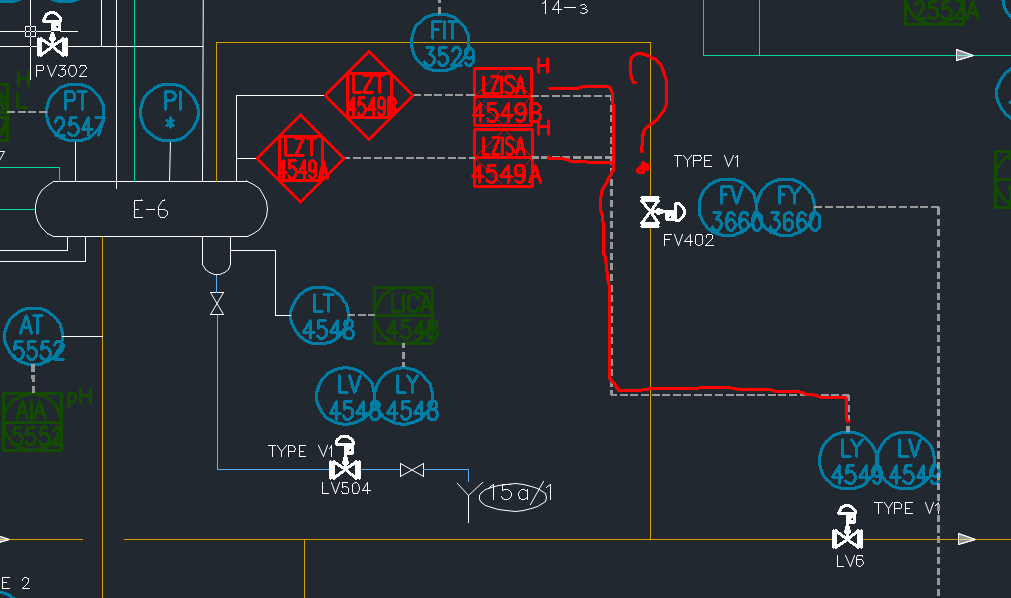 14-3
2552A
FIT
3529
PV302
H
L
PT
2547
PI
*
LZT
4549B
LZISA
4549B
H
LZT
4549A
LZISA
4549A
H
7
TYPE V1
E-6
FV
3660
FY
3660
FV402
LT
4548
LICA
4548
AT
5552
LV
4548
LY
4548
pH
AIA
5552
TYPE V1
LV504
15a/1
LY
4549
LV
4549
TYPE V1
LV6
E 2